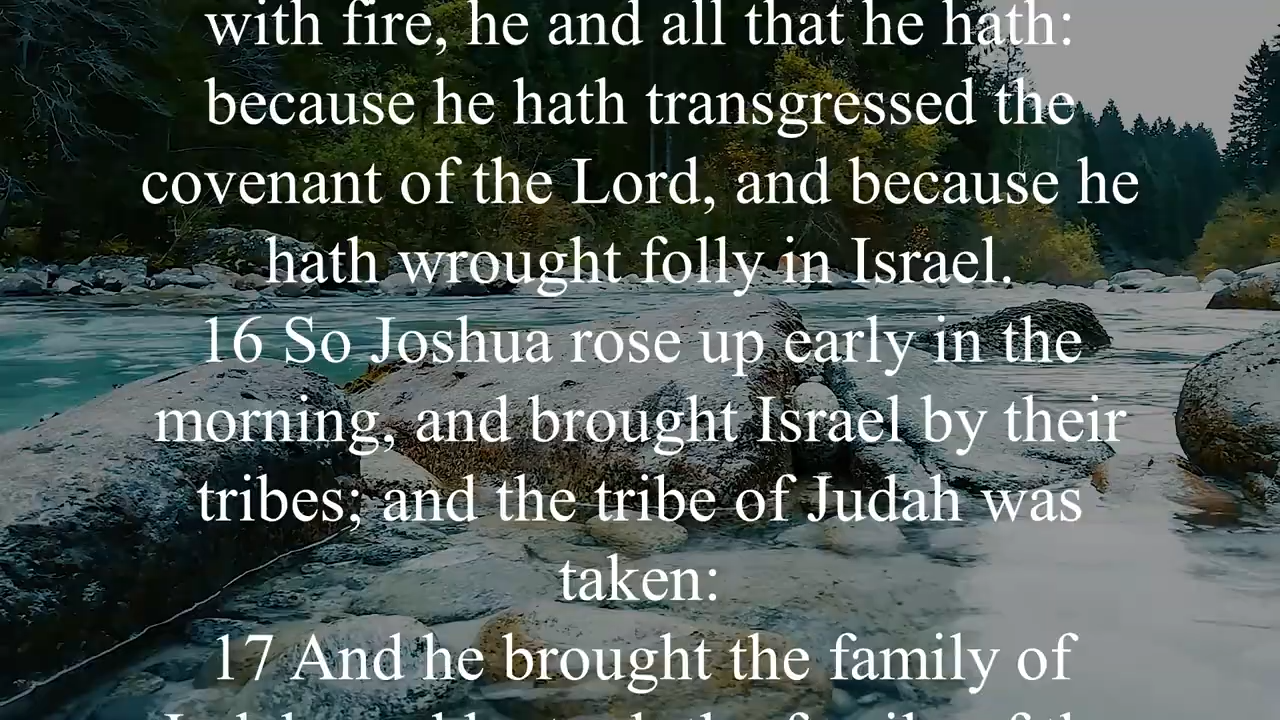 with fire, he and all that he hath:
because he hath transgressed the
covenant of the Lord, and because he
hath wrought folly in Israel.
16 So Joshua rose up early in the
morning, and brought Israel by their
tribes; and the tribe of Judah was
taken:
17 And he brought the family of